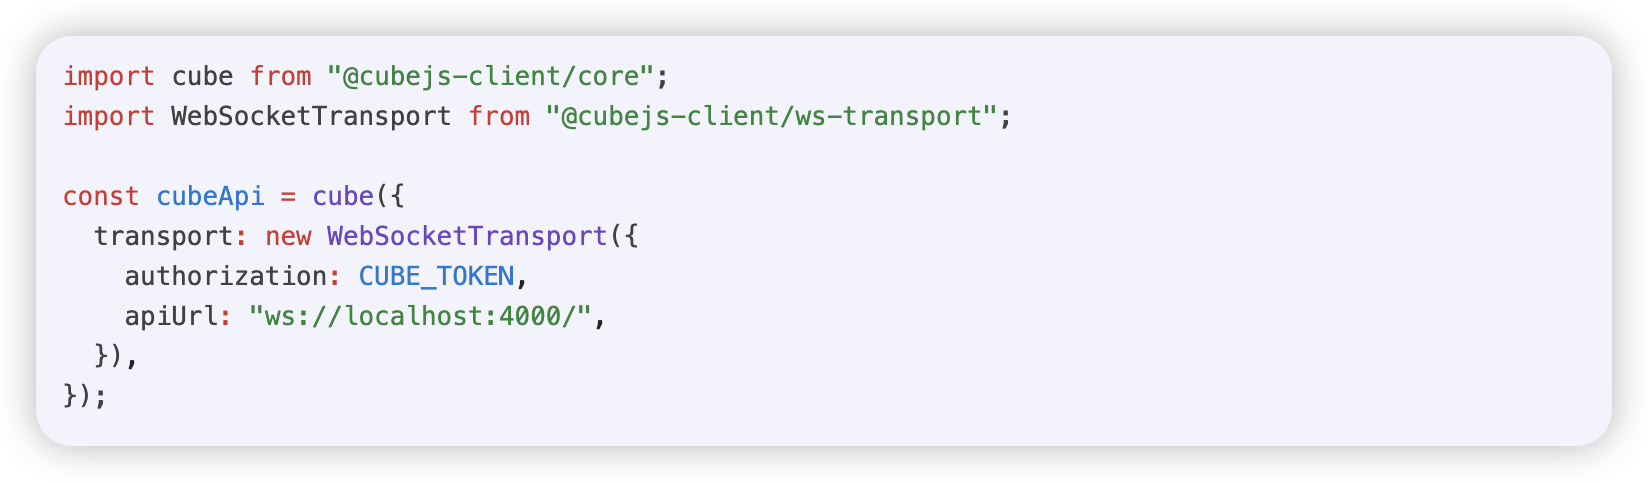 import cube from "@cubejs-client/core";
import WebSocketTransport from "@cubejs-client/ws-transport";

const cubeApi = cube({
  transport: new WebSocketTransport({
    authorization: CUBE_TOKEN,
    apiUrl: "ws://localhost:4000/",
  }),
});